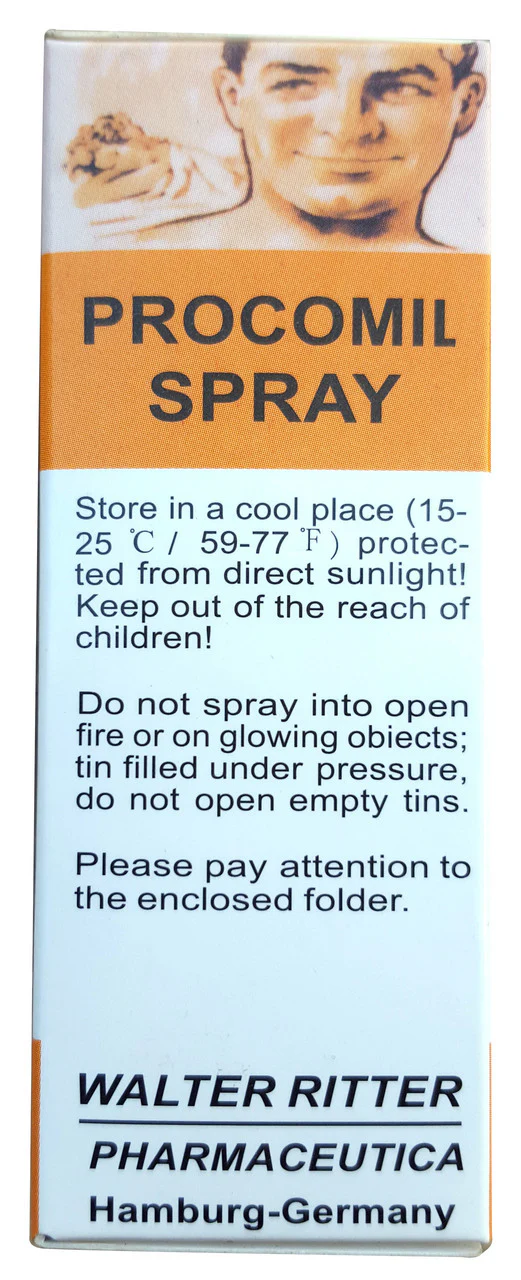 PROCOMIL
SPRAY
Store in a cool place (15-
25 ℃ / 59-77 ℉) protec-
ted from direct sunlight!
Keep out of the reach of
children!
Do not spray into open
fire or on glowing obiects;
tin filled under pressure,
do not open empty tins.
Please pay attention to
the enclosed folder.
WALTER RITTER
PHARMACEUTICA
Hamburg-Germany